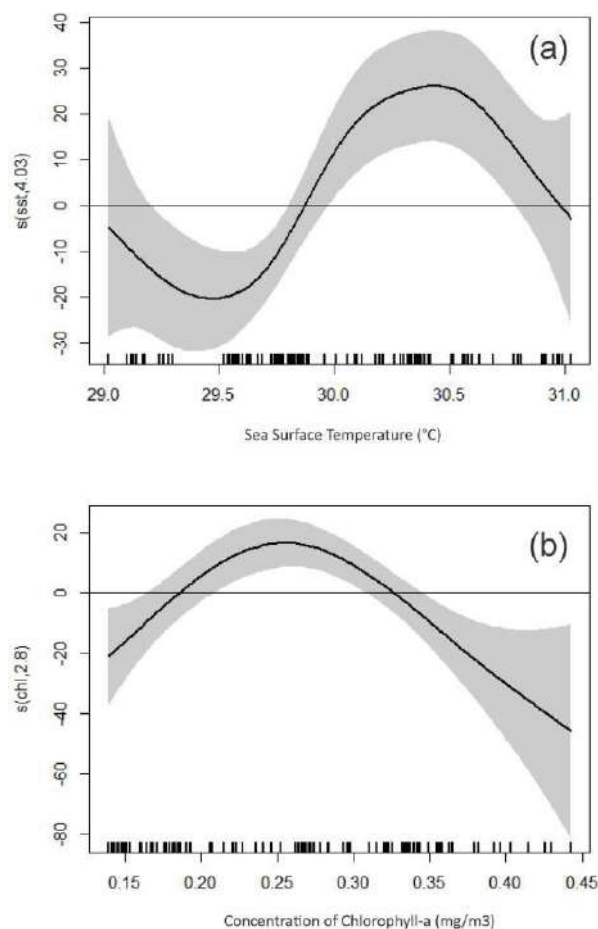 (a)
40
30
20
10
0
-10
-20
-30
s(sst,4.03)
29.0 29.5 30.0 30.5 31.0
Sea Surface Temperature (°C)
(b)
20
0
-20
-40
-60
-80
s(chl,2.8)
0.15 0.20 0.25 0.30 0.35 0.40 0.45
Concentration of Chlorophyll-a (mg/m3)